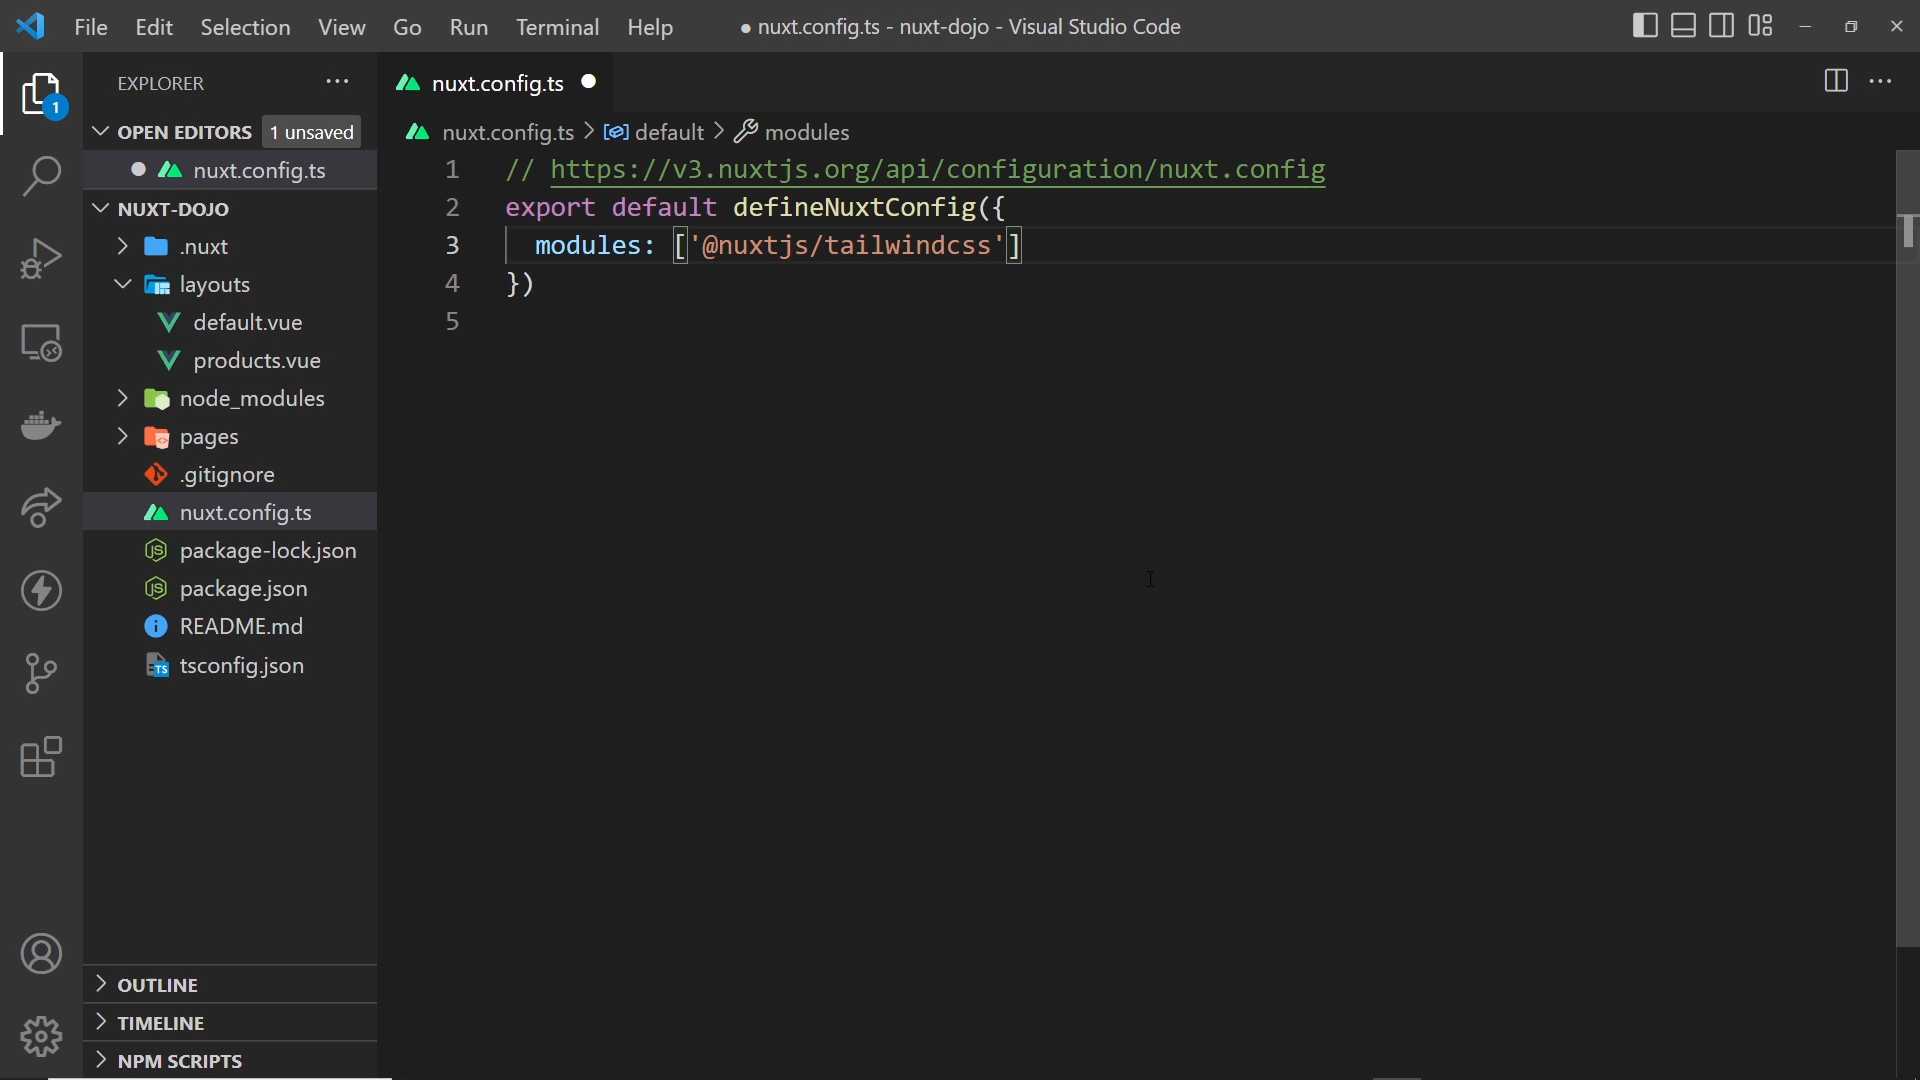 File Edit Selection View Go Run Terminal Help ● nuxt.config.ts - nuxt-dojo - Visual Studio Code
1
EXPLORER
OPEN EDITORS 1 unsaved
nuxt.config.ts
NUXT-DOJO
.nuxt
layouts
default.vue
products.vue
node_modules
pages
.gitignore
nuxt.config.ts
package-lock.json
package.json
README.md
tsconfig.json
OUTLINE
TIMELINE
NPM SCRIPTS
nuxt.config.ts
nuxt.config.ts > default > modules
1 // https://v3.nuxtjs.org/api/configuration/nuxt.config
2 export default defineNuxtConfig({
3 modules: ['@nuxtjs/tailwindcss']
4 })
5